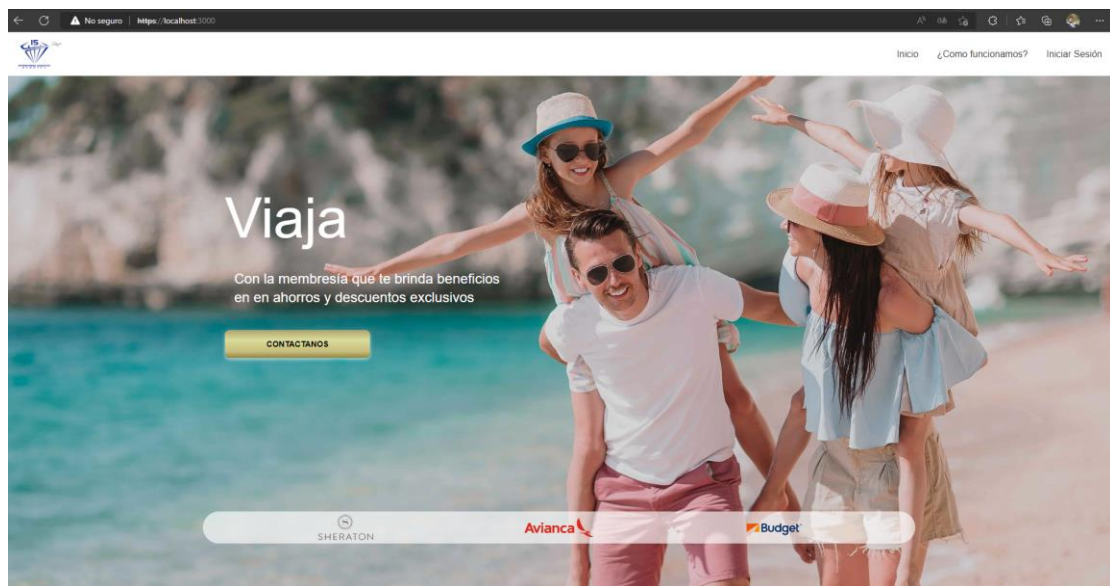 No seguro | https://localhost:3000
15
Inicio ¿Como funcionamos? Iniciar Sesión
Viaja
Con la membresía que te brinda beneficios
en en ahorros y descuentos exclusivos
CONTACTANOS
S
SHERATON
Avianca
Budget